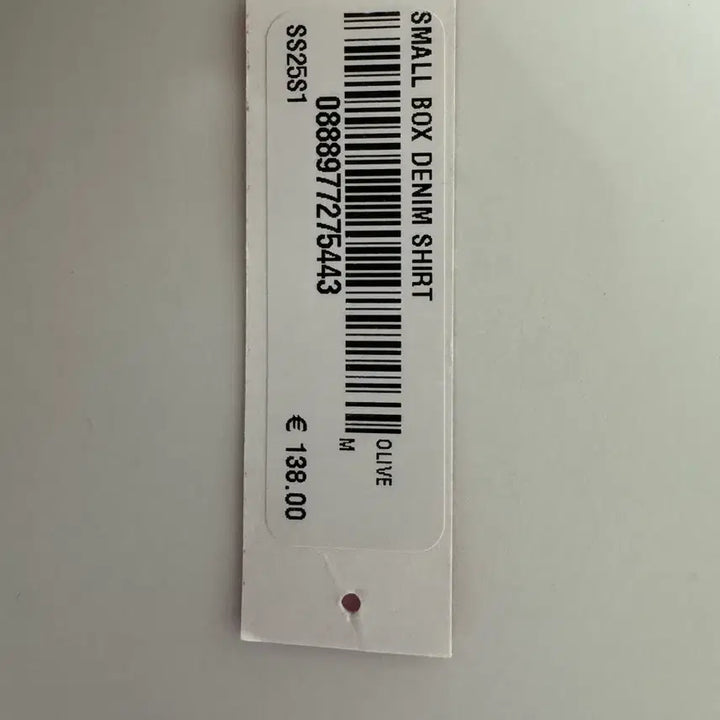 SMALL BOX DENIM SHIRT
OLIVE
M
0888977275443
SS25S1
€ 138.00